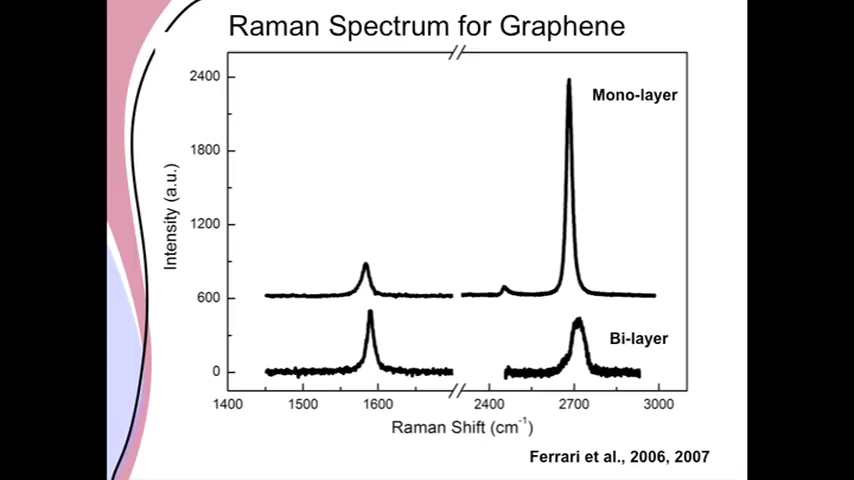 Raman Spectrum for Graphene
2400
Mono-layer
1800
1200
Intensity (a.u.)
600
Bi-layer
0
1400 1500 1600 2400 2700 3000
Raman Shift (cm⁻¹)
Ferrari et al., 2006, 2007